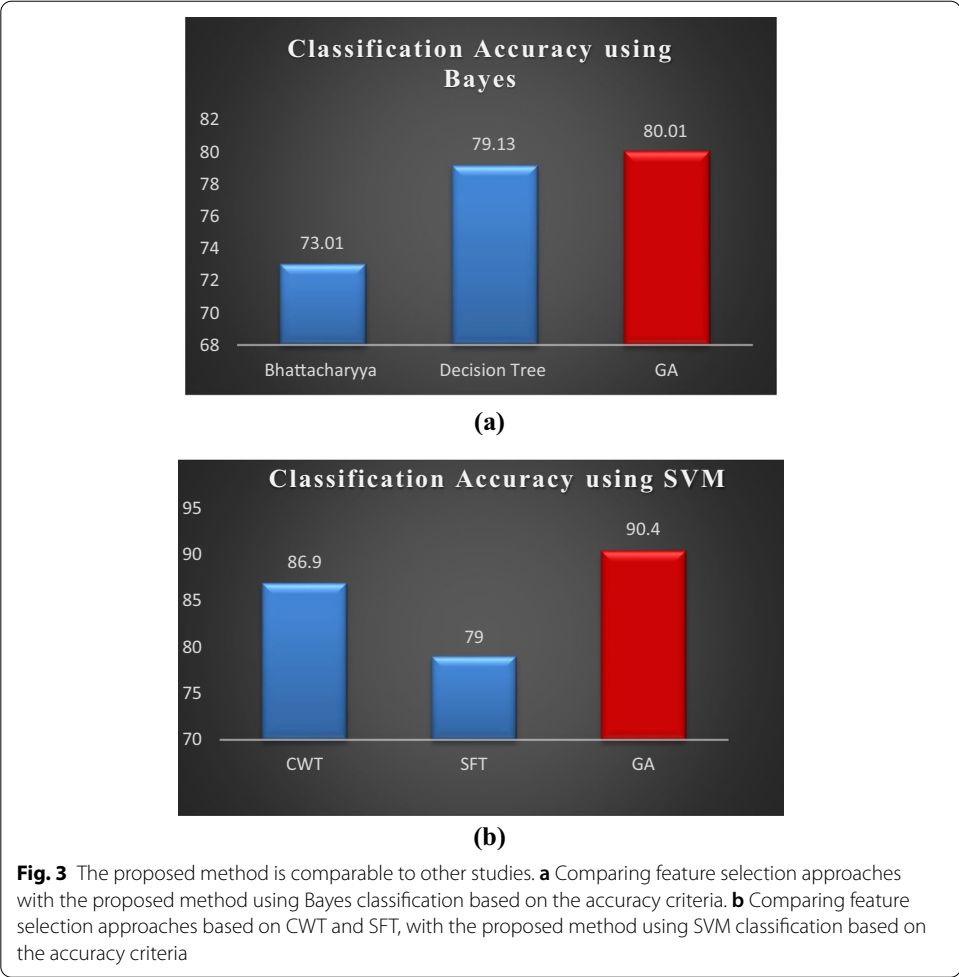 Classification Accuracy using
Bayes
82
80
78
76
74
72
70
68
73.01
79.13
80.01
Bhattacharyya Decision Tree GA
(a)
Classification Accuracy using SVM
95
90
85
80
75
70
86.9
79
90.4
CWT SFT GA
(b)
Fig. 3 The proposed method is comparable to other studies. a Comparing feature selection approaches
with the proposed method using Bayes classification based on the accuracy criteria. b Comparing feature
selection approaches based on CWT and SFT, with the proposed method using SVM classification based on
the accuracy criteria